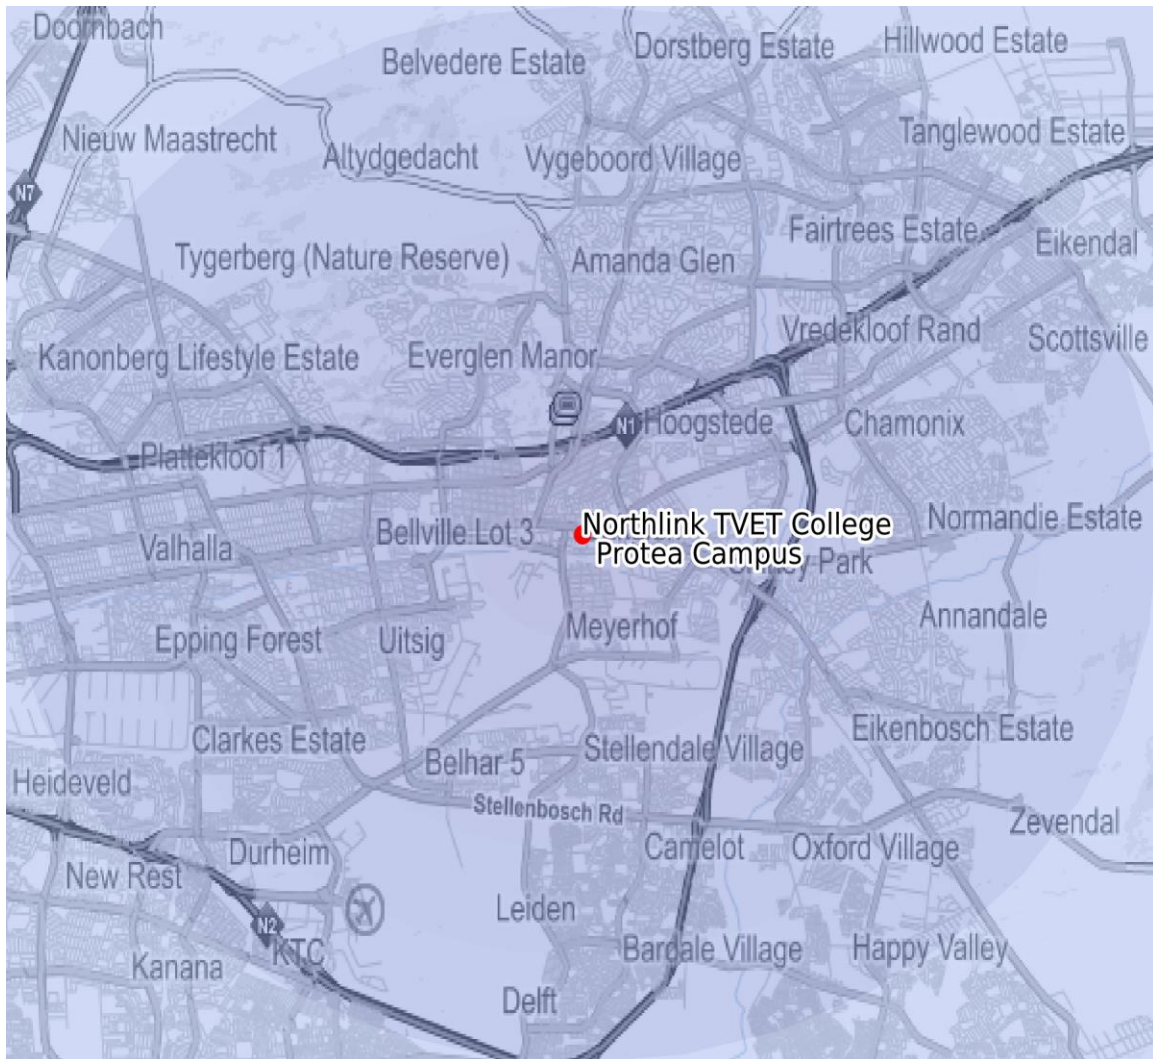 Doornbach
Belvedere Estate
Dorstberg Estate
Hillwood Estate
Nieuw Maastrecht
Altydgedacht
Vygeboord Village
Tanglewood Estate
N7
Tygerberg (Nature Reserve)
Amanda Glen
Fairtrees Estate
Eikendal
Kanonberg Lifestyle Estate
Everglen Manor
Vredekloof Rand
Scottsville
N1
Hoogstede
Chamonix
Plattekloof 1
Valhalla
Bellville Lot 3
Northlink TVET College
Protea Campus
Normandie Estate
Park
Epping Forest
Uitsig
Meyerhof
Annandale
Clarkes Estate
Belhar 5
Stellendale Village
Eikenbosch Estate
Heideveld
Stellenbosch Rd
Zevendal
Durheim
Camelot
Oxford Village
New Rest
Leiden
N2
KTC
Kanana
Bardale Village
Happy Valley
Delft